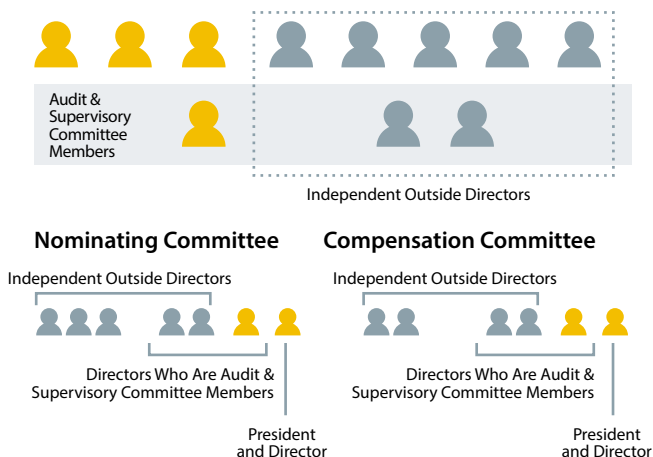 Audit &
Supervisory
Committee
Members
Independent Outside Directors
Nominating Committee
Independent Outside Directors
Directors Who Are Audit &
Supervisory Committee Members
President
and Director
Compensation Committee
Independent Outside Directors
Directors Who Are Audit &
Supervisory Committee Members
President
and Director